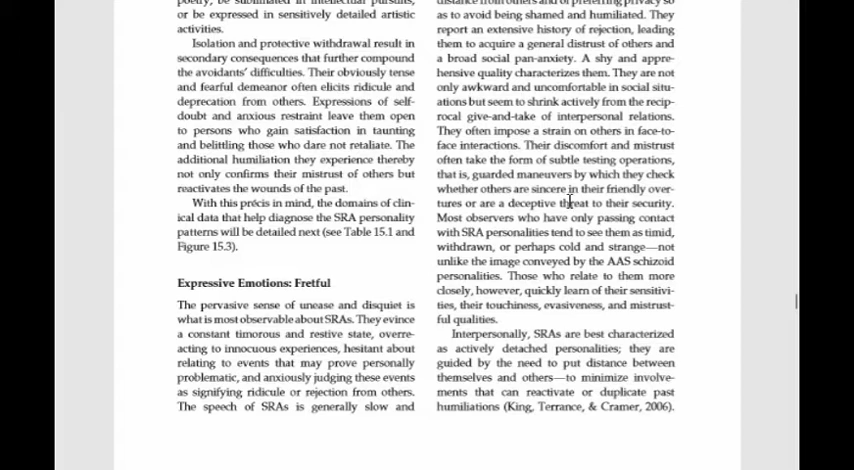 poetry, be sublimated in intellectual pursuits,
or be expressed in sensitively detailed artistic
activities.
Isolation and protective withdrawal result in
secondary consequences that further compound
the avoidants’ difficulties. Their obviously tense
and fearful demeanor often elicits ridicule and
deprecation from others. Expressions of self-
doubt and anxious restraint leave them open
to persons who gain satisfaction in taunting
and belittling those who dare not retaliate. The
additional humiliation they experience thereby
not only confirms their mistrust of others but
reactivates the wounds of the past.
With this précis in mind, the domains of clin-
ical data that help diagnose the SRA personality
patterns will be detailed next (see Table 15.1 and
Figure 15.3).
Expressive Emotions: Fretful
The pervasive sense of unease and disquiet is
what is most observable about SRAs. They evince
a constant timorous and restive state, overre-
acting to innocuous experiences, hesitant about
relating to events that may prove personally
problematic, and anxiously judging these events
as signifying ridicule or rejection from others.
The speech of SRAs is generally slow and
distance from others and of preferring privacy so
as to avoid being shamed and humiliated. They
report an extensive history of rejection, leading
them to acquire a general distrust of others and
a broad social pan-anxiety. A shy and appre-
hensive quality characterizes them. They are not
only awkward and uncomfortable in social situ-
ations but seem to shrink actively from the recip-
rocal give-and-take of interpersonal relations.
They often impose a strain on others in face-to-
face interactions. Their discomfort and mistrust
often take the form of subtle testing operations,
that is, guarded maneuvers by which they check
whether others are sincere in their friendly over-
tures or are a deceptive threat to their security.
Most observers who have only passing contact
with SRA personalities tend to see them as timid,
withdrawn, or perhaps cold and strange—not
unlike the image conveyed by the AAS schizoid
personalities. Those who relate to them more
closely, however, quickly learn of their sensitivi-
ties, their touchiness, evasiveness, and mistrust-
ful qualities.
Interpersonally, SRAs are best characterized
as actively detached personalities; they are
guided by the need to put distance between
themselves and others—to minimize involve-
ments that can reactivate or duplicate past
humiliations (King, Terrance, & Cramer, 2006).